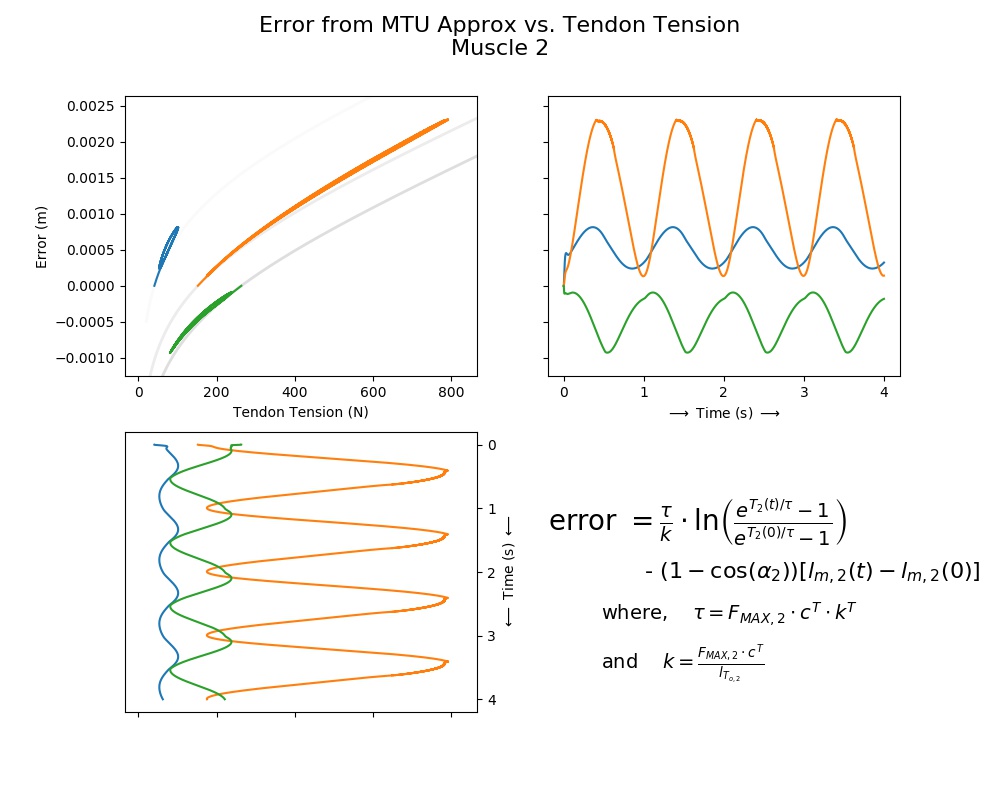 Error from MTU Approx vs. Tendon Tension
Muscle 2
0.0025
0.0020
0.0015
0.0010
0.0005
0.0000
−0.0005
−0.0010
Error (m)
0 200 400 600 800
Tendon Tension (N)
0 1 2 3 4
⟶ Time (s) ⟶
0
1
2
3
4
⟵ Time (s) ⟵
error = τ/k · ln((e^{T₂(t)/τ} − 1)/(e^{T₂(0)/τ} − 1))
- (1 − cos(α₂))[l_{m,2}(t) − l_{m,2}(0)]
where, τ = F_{MAX,2} · c^T · k^T
and k = (F_{MAX,2} · c^T)/l_{T_{o,2}}